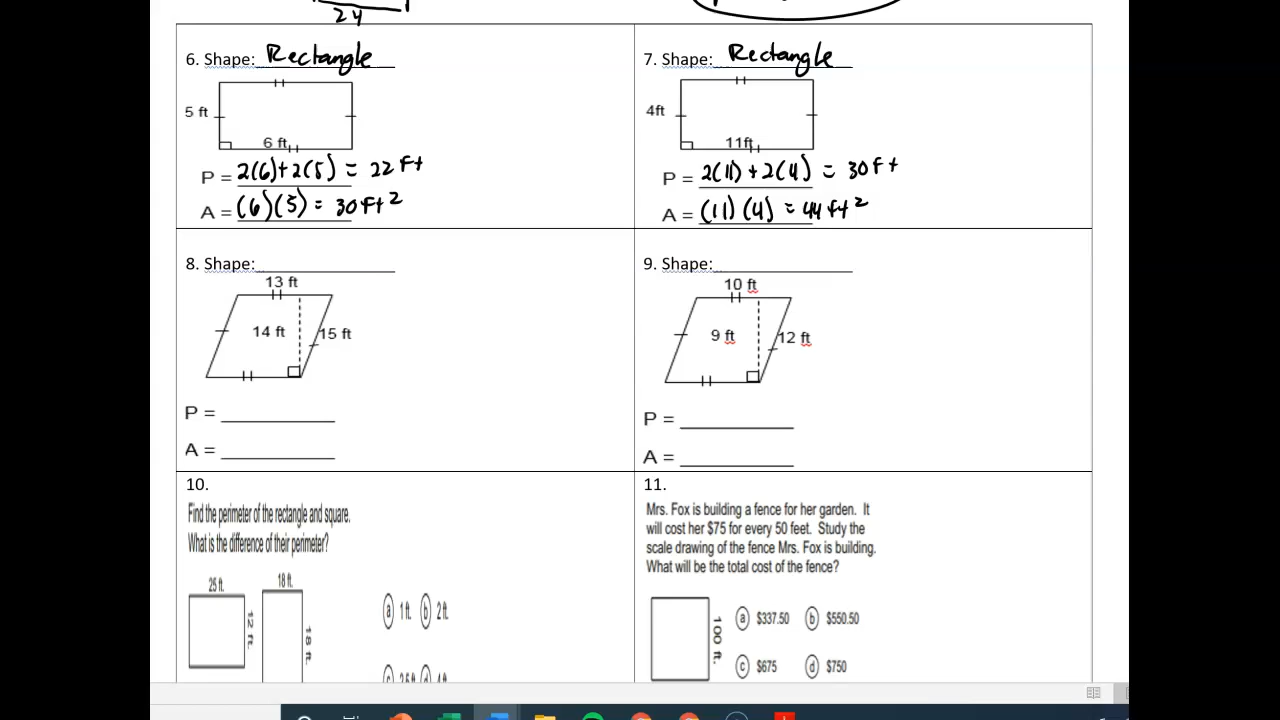 24
6. Shape: Rectangle
5 ft
6 ft
P = 2(6)+2(5) = 22 ft
A = (6)(5) = 30 ft²
7. Shape: Rectangle
4ft
11ft
P = 2(11)+2(4) = 30 ft
A = (11)(4) = 44 ft²
8. Shape:
13 ft
14 ft
15 ft
P =
A =
9. Shape:
10 ft
9 ft
12 ft
P =
A =
10.
Find the perimeter of the rectangle and square.
What is the difference of their perimeter?
25 ft.
12 ft.
18 ft.
18 ft.
a 1 ft. b 2 ft.
11.
Mrs. Fox is building a fence for her garden. It
will cost her $75 for every 50 feet. Study the
scale drawing of the fence Mrs. Fox is building.
What will be the total cost of the fence?
100 ft.
a $337.50 b $550.50
c $675 d $750